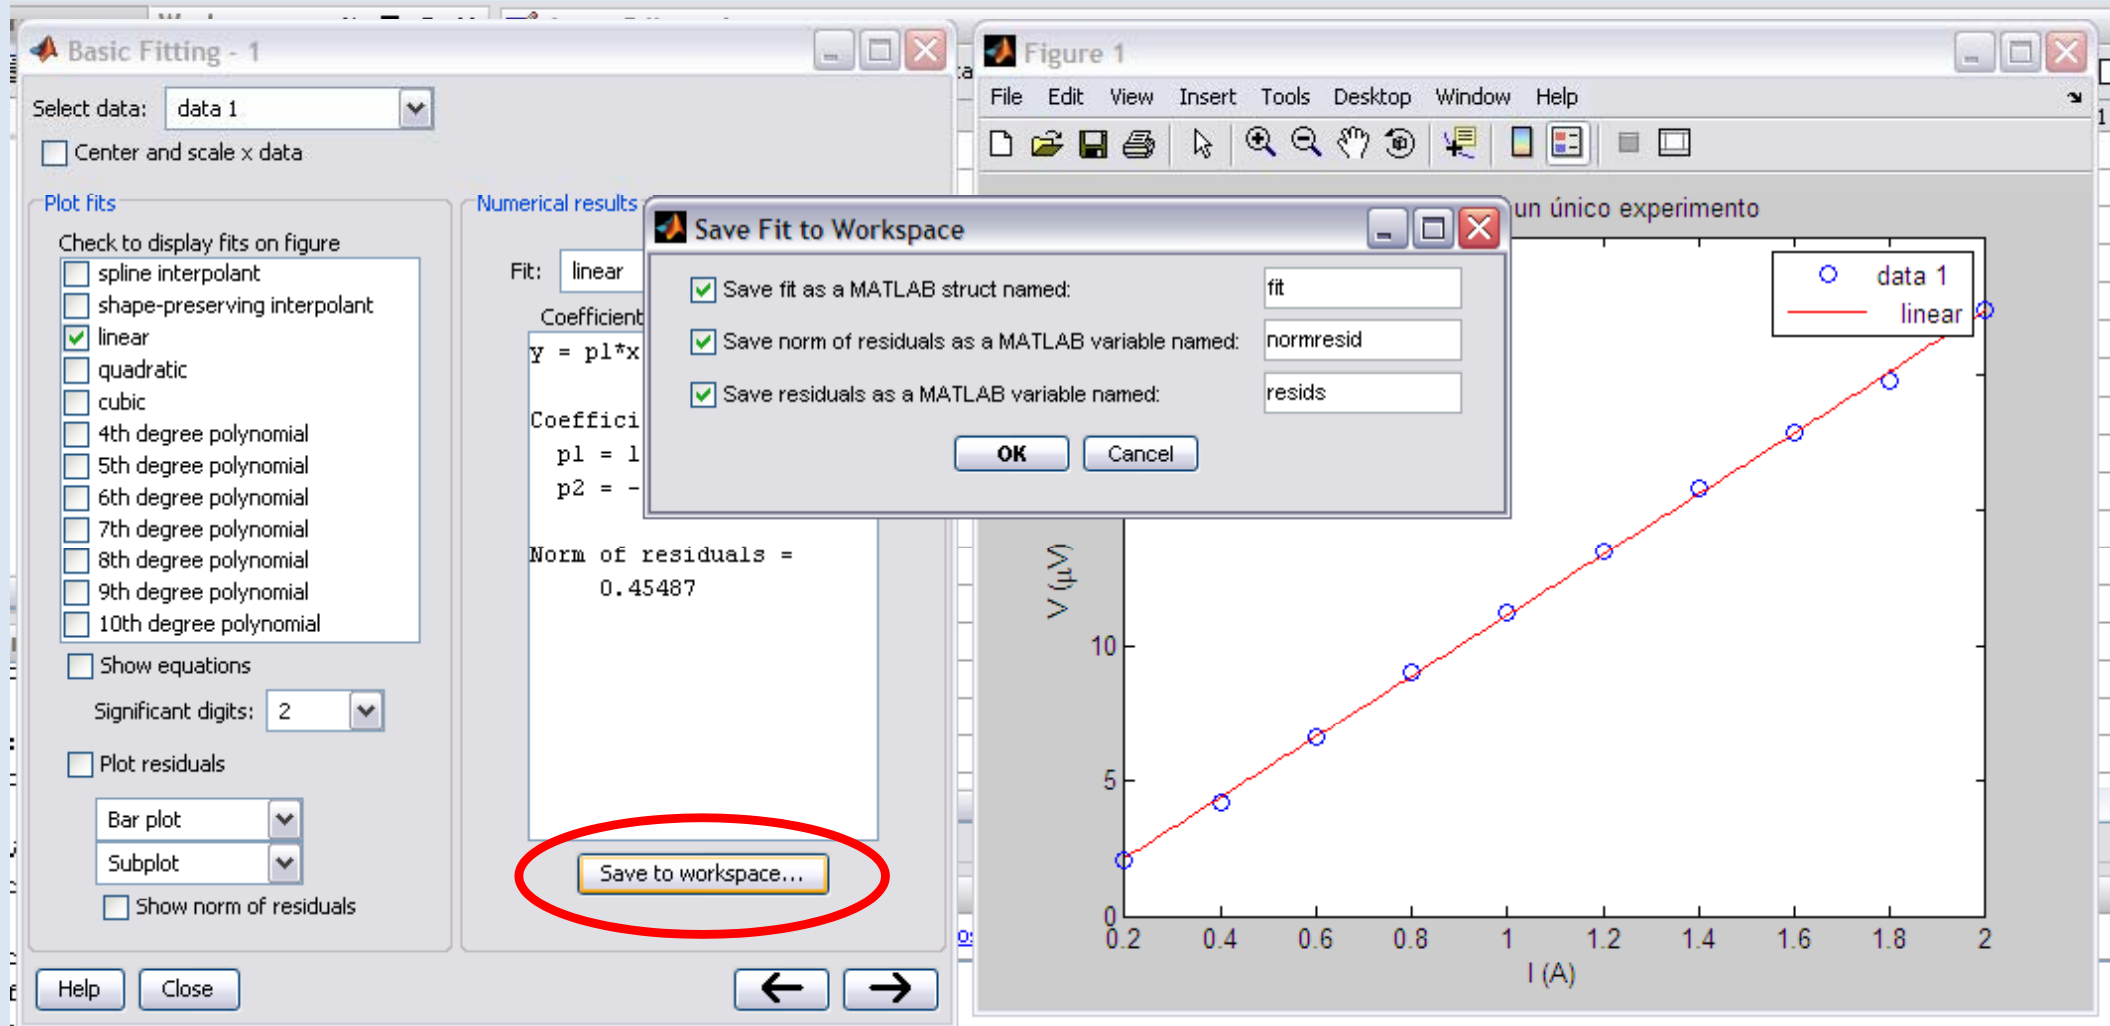 Basic Fitting - 1
Select data: data 1
Center and scale x data
Plot fits
Check to display fits on figure
spline interpolant
shape-preserving interpolant
linear
quadratic
cubic
4th degree polynomial
5th degree polynomial
6th degree polynomial
7th degree polynomial
8th degree polynomial
9th degree polynomial
10th degree polynomial
Show equations
Significant digits: 2
Plot residuals
Bar plot
Subplot
Show norm of residuals
Help Close
Numerical results
Fit: linear
Coefficient
y = p1*x
Coeffici
p1 = 1
p2 = -
Norm of residuals =
0.45487
Save to workspace...
Save Fit to Workspace
Save fit as a MATLAB struct named: fit
Save norm of residuals as a MATLAB variable named: normresid
Save residuals as a MATLAB variable named: resids
OK Cancel
Figure 1
File Edit View Insert Tools Desktop Window Help
un único experimento
data 1
linear
V (µV)
10
5
0
0.2 0.4 0.6 0.8 1 1.2 1.4 1.6 1.8 2
I (A)